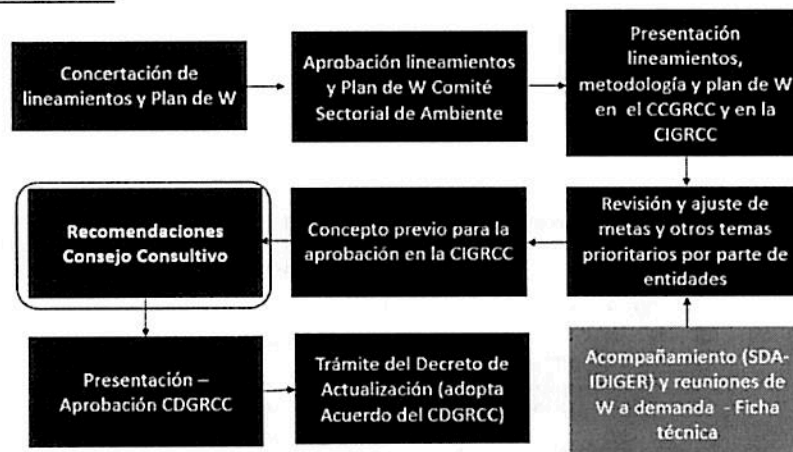 Concertación de
lineamientos y Plan de W
Aprobación lineamientos
y Plan de W Comité
Sectorial de Ambiente
Presentación
lineamientos,
metodología y plan de W
en el CCGRCC y en la
CIGRCC
Revisión y ajuste de
metas y otros temas
prioritarios por parte de
entidades
Concepto previo para la
aprobación en la CIGRCC
Recomendaciones
Consejo Consultivo
Presentación –
Aprobación CDGRCC
Trámite del Decreto de
Actualización (adopta
Acuerdo del CDGRCC)
Acompañamiento (SDA-
IDIGER) y reuniones de
W a demanda - Ficha
técnica